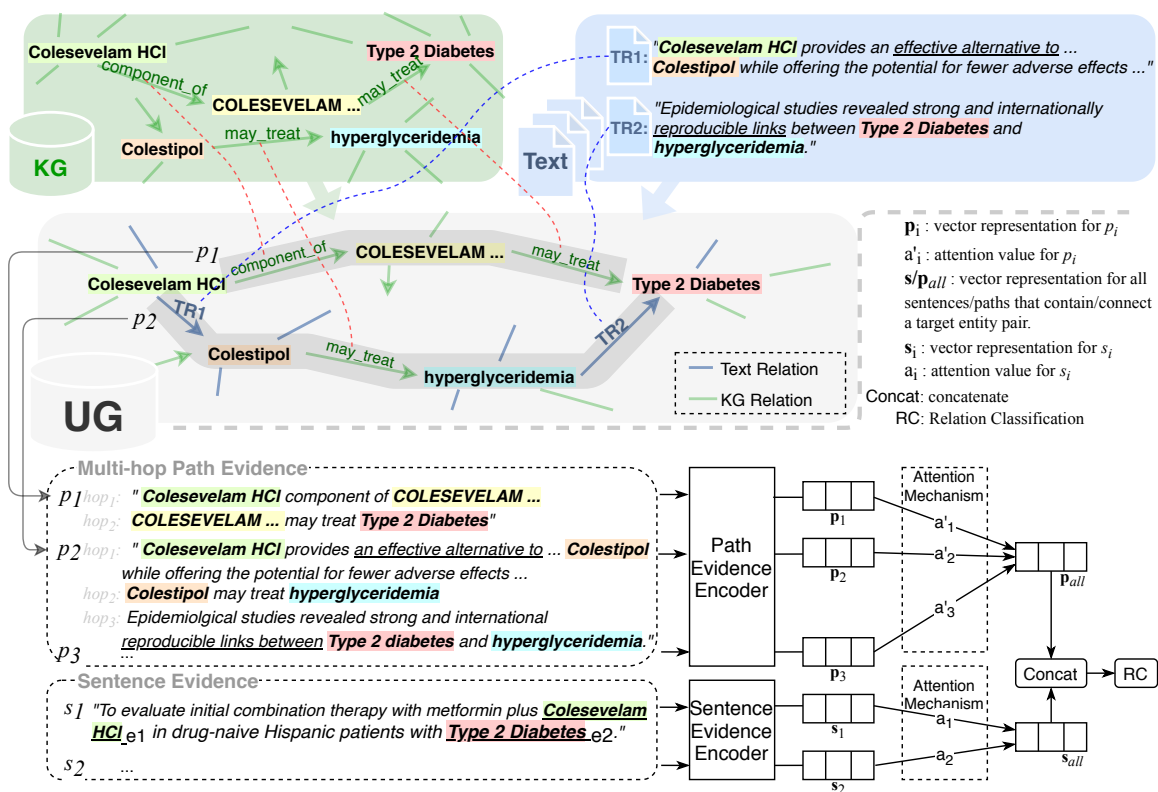 Colesevelam HCl
Type 2 Diabetes
component_of
may_treat
COLESEVELAM ...
may_treat
hyperglyceridemia
Colestipol
KG
TR1:
"Colesevelam HCl provides an effective alternative to ...
Colestipol while offering the potential for fewer adverse effects ..."
TR2:
"Epidemiological studies revealed strong and internationally
reproducible links between Type 2 Diabetes and
hyperglyceridemia."
Text
p1
COLESEVELAM ...
component_of
may_treat
Colesevelam HCl
Type 2 Diabetes
p2
TR1
TR2
Colestipol
may_treat
hyperglyceridemia
UG
Text Relation
KG Relation
pi : vector representation for pi
a'i : attention value for pi
s/pall : vector representation for all
sentences/paths that contain/connect
a target entity pair.
si : vector representation for si
ai : attention value for si
Concat: concatenate
RC: Relation Classification
Multi-hop Path Evidence
p1 hop1: " Colesevelam HCl component of COLESEVELAM ...
hop2: COLESEVELAM ... may treat Type 2 Diabetes"
p2 hop1: " Colesevelam HCl provides an effective alternative to ... Colestipol
while offering the potential for fewer adverse effects ...
hop2: Colestipol may treat hyperglyceridemia
hop3: Epidemiolgical studies revealed strong and international
reproducible links between Type 2 diabetes and hyperglyceridemia."
p3 ...
Sentence Evidence
s1 "To evaluate initial combination therapy with metformin plus Colesevelam
HCl_e1 in drug-naive Hispanic patients with Type 2 Diabetes_e2."
s2 ...
Path
Evidence
Encoder
Sentence
Evidence
Encoder
p1
p2
p3
s1
s2
Attention
Mechanism
a'1
a'2
a'3
Attention
Mechanism
a1
a2
pall
Concat
RC
sall